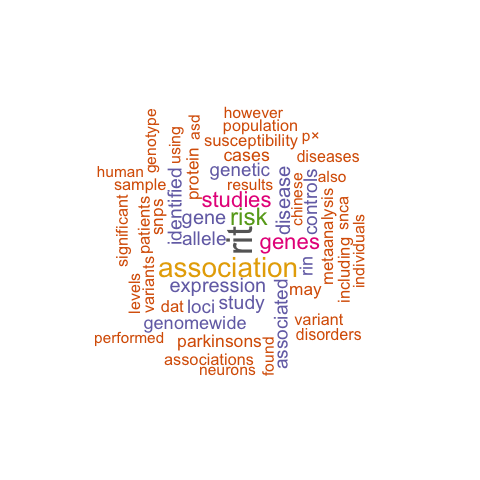 however
population
susceptibility
p×
cases
diseases
genotype
using
asd
protein
human
sample
genetic
results
also
studies
gene
risk
identified
allele
rit
genes
disease
chinese
controls
metaanalysis
snca
including
individuals
significant
patients
snps
association
rin
expression
may
levels
variants
dat
loci
study
associated
variant
genomewide
performed
parkinsons
disorders
associations
neurons
found